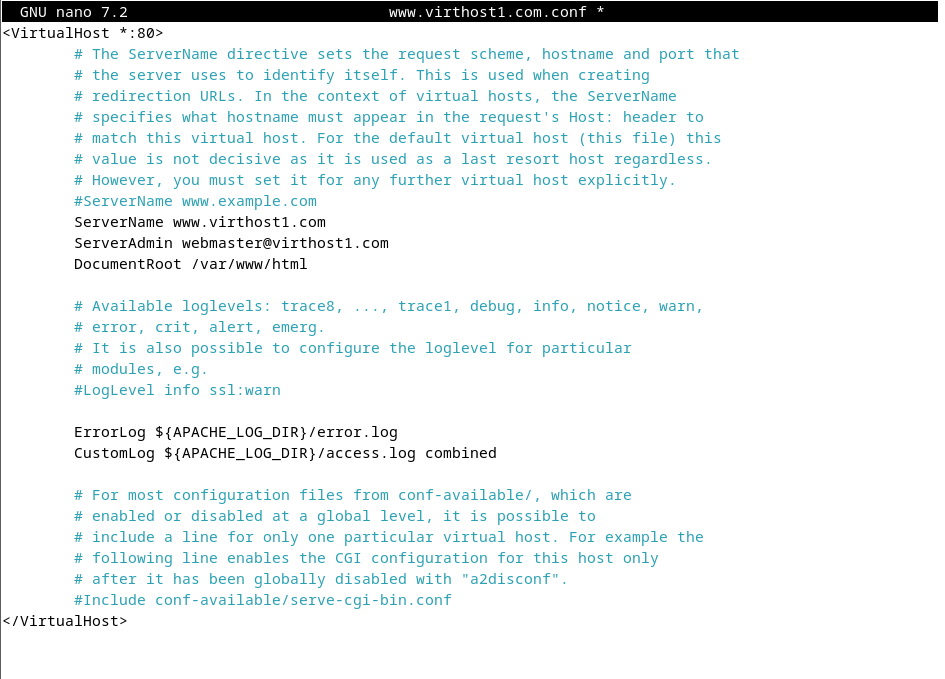 GNU nano 7.2 www.virthost1.com.conf *
<VirtualHost *:80>
# The ServerName directive sets the request scheme, hostname and port that
# the server uses to identify itself. This is used when creating
# redirection URLs. In the context of virtual hosts, the ServerName
# specifies what hostname must appear in the request's Host: header to
# match this virtual host. For the default virtual host (this file) this
# value is not decisive as it is used as a last resort host regardless.
# However, you must set it for any further virtual host explicitly.
#ServerName www.example.com
ServerName www.virthost1.com
ServerAdmin webmaster@virthost1.com
DocumentRoot /var/www/html
# Available loglevels: trace8, ..., trace1, debug, info, notice, warn,
# error, crit, alert, emerg.
# It is also possible to configure the loglevel for particular
# modules, e.g.
#LogLevel info ssl:warn
ErrorLog ${APACHE_LOG_DIR}/error.log
CustomLog ${APACHE_LOG_DIR}/access.log combined
# For most configuration files from conf-available/, which are
# enabled or disabled at a global level, it is possible to
# include a line for only one particular virtual host. For example the
# following line enables the CGI configuration for this host only
# after it has been globally disabled with "a2disconf".
#Include conf-available/serve-cgi-bin.conf
</VirtualHost>